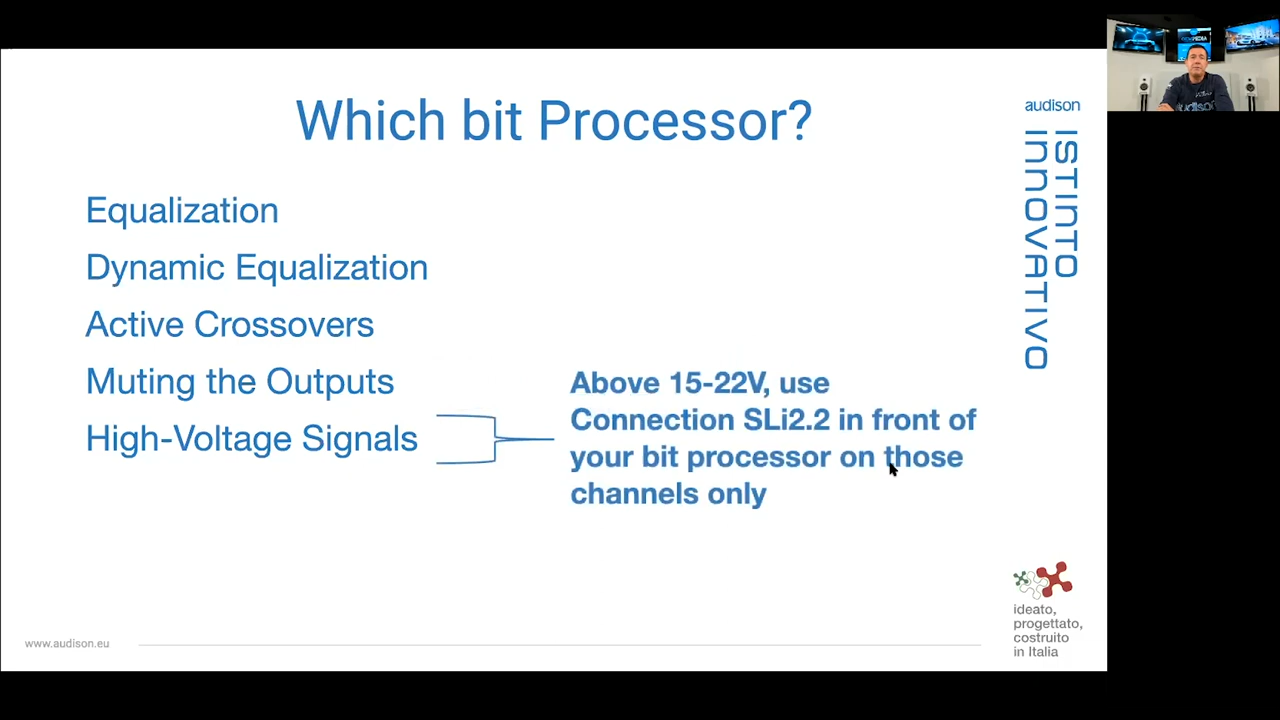 Which bit Processor?
Equalization
Dynamic Equalization
Active Crossovers
Muting the Outputs
High-Voltage Signals
Above 15-22V, use
Connection SLi2.2 in front of
your bit processor on those
channels only
audison
ISTINTO
INNOVATIVO
ideato,
progettato,
costruito
in Italia
www.audison.eu
audison